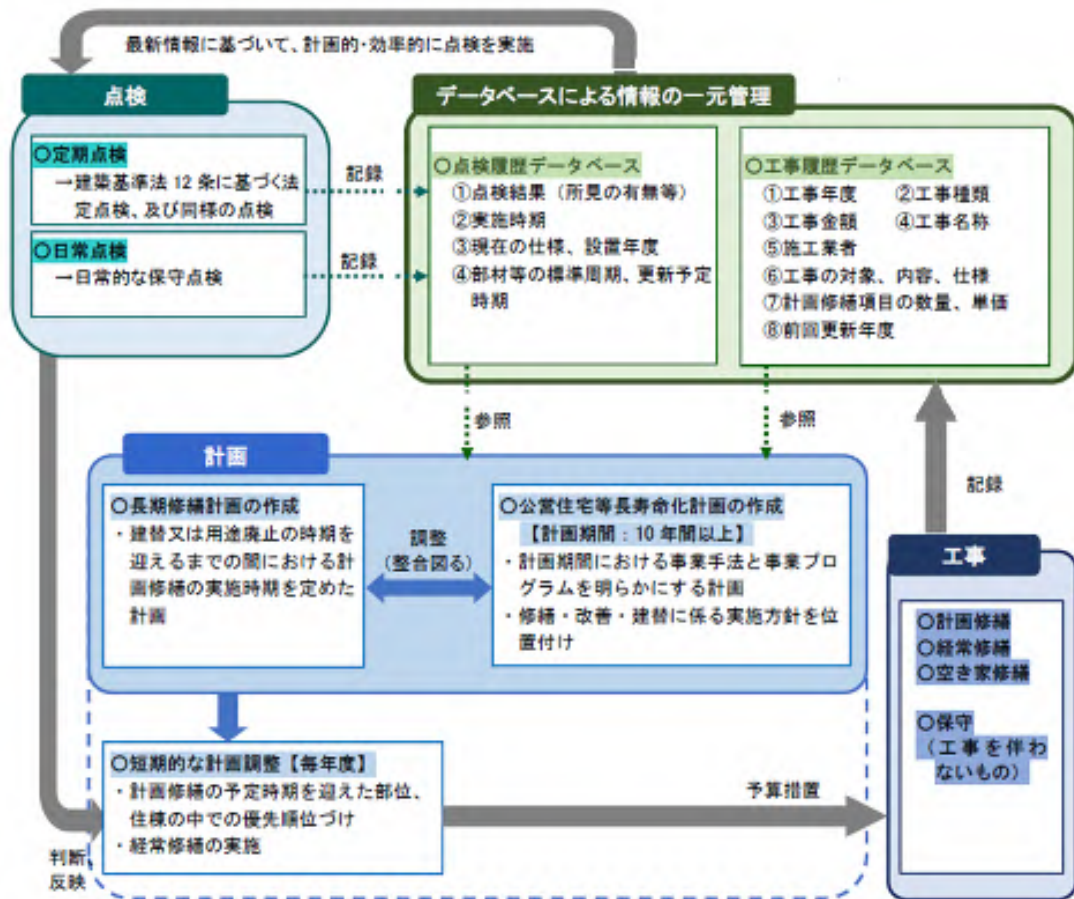 最新情報に基づいて、計画的・効率的に点検を実施
点検
○定期点検
→建築基準法12条に基づく法
定点検、及び同様の点検
○日常点検
→日常的な保守点検
記録
記録
データベースによる情報の一元管理
○点検履歴データベース
①点検結果（所見の有無等）
②実施時期
③現在の仕様、設置年度
④部材等の標準周期、更新予定
時期
○工事履歴データベース
①工事年度　②工事種類
③工事金額　④工事名称
⑤施工業者
⑥工事の対象、内容、仕様
⑦計画修繕項目の数量、単価
⑧前回更新年度
参照
参照
計画
○長期修繕計画の作成
・建替又は用途廃止の時期を
迎えるまでの間における計
画修繕の実施時期を定めた
計画
調整
（整合図る）
○公営住宅等長寿命化計画の作成
【計画期間：10年間以上】
・計画期間における事業手法と事業プロ
グラムを明らかにする計画
・修繕・改善・建替に係る実施方針を位
置付け
記録
工事
○計画修繕
○経常修繕
○空き家修繕
○保守
（工事を伴わ
ないもの）
○短期的な計画調整【毎年度】
・計画修繕の予定時期を迎えた部位、
住棟の中での優先順位づけ
・経常修繕の実施
予算措置
判断、
反映